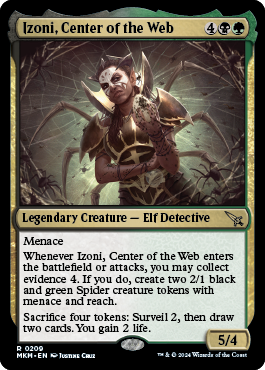 Izoni, Center of the Web 4
Legendary Creature — Elf Detective
Menace
Whenever Izoni, Center of the Web enters
the battlefield or attacks, you may collect
evidence 4. If you do, create two 2/1 black
and green Spider creature tokens with
menace and reach.
Sacrifice four tokens: Surveil 2, then draw
two cards. You gain 2 life.
5/4
R 0209
MKM • EN Justine Cruz
™ & © 2024 Wizards of the Coast